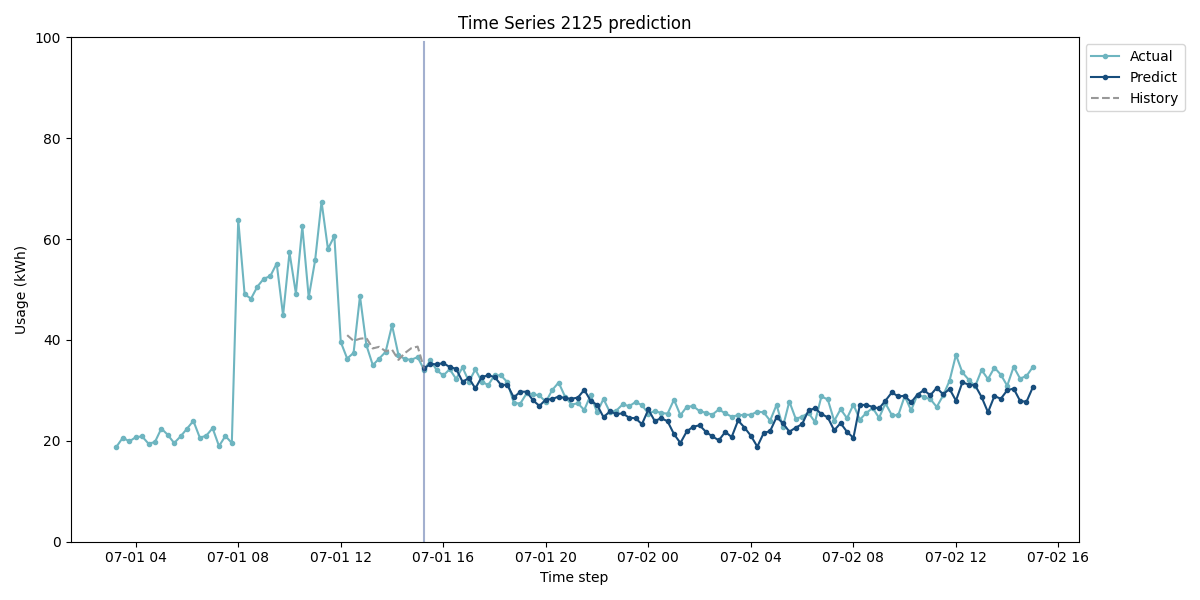 Time Series 2125 prediction
Actual
Predict
History
Usage (kWh)
100
80
60
40
20
0
07-01 04
07-01 08
07-01 12
07-01 16
07-01 20
07-02 00
07-02 04
07-02 08
07-02 12
07-02 16
Time step